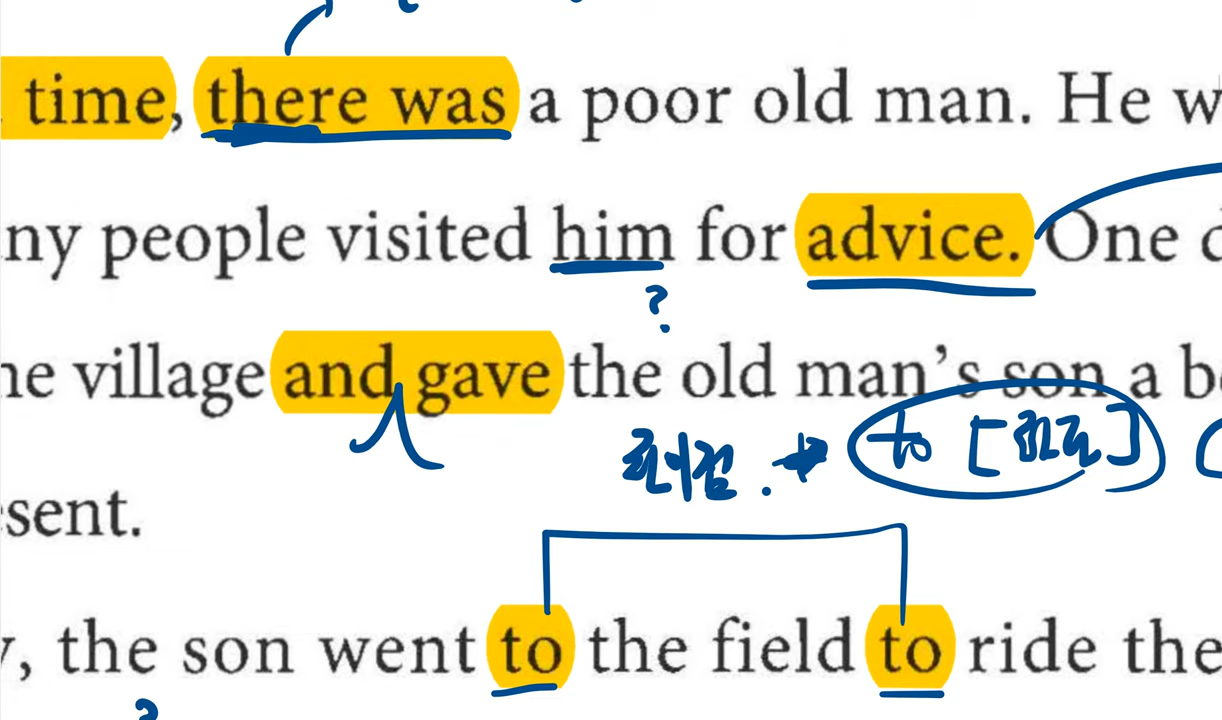 time, there was a poor old man. He w
ny people visited him for advice. One d
?
he village and gave the old man's son a b
to [
sent.
, the son went to the field to ride the
?